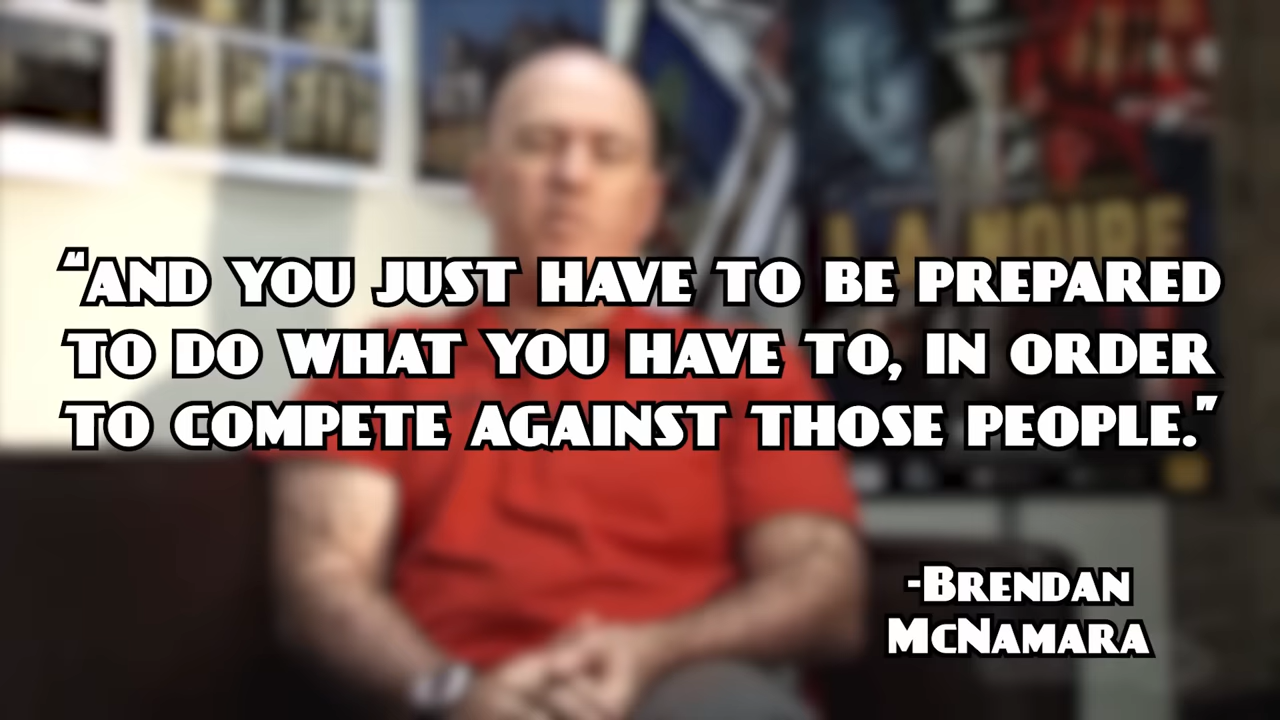 L.A. NOIRE
“AND YOU JUST HAVE TO BE PREPARED
TO DO WHAT YOU HAVE TO, IN ORDER
TO COMPETE AGAINST THOSE PEOPLE.”
-BRENDAN
MCNAMARA